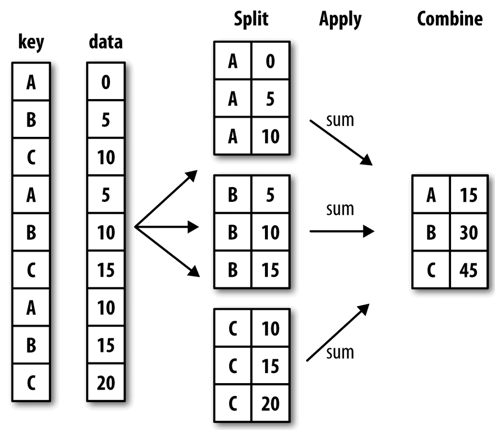 Split Apply Combine
key data
A 0
B 5
C 10
A 5
B 10
C 15
A 10
B 15
C 20
A 0
A 5
A 10
B 5
B 10
B 15
C 10
C 15
C 20
sum
sum
sum
A 15
B 30
C 45